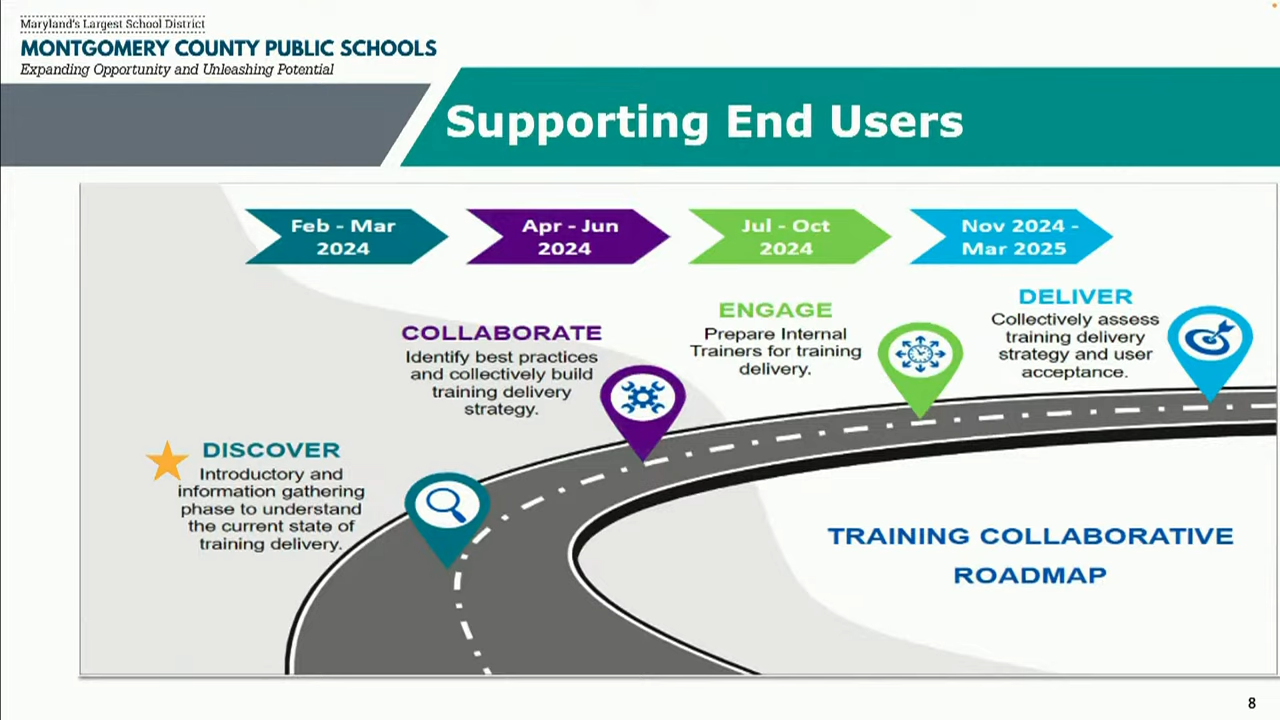 Maryland's Largest School District
MONTGOMERY COUNTY PUBLIC SCHOOLS
Expanding Opportunity and Unleashing Potential
Supporting End Users
Feb - Mar
2024
Apr - Jun
2024
Jul - Oct
2024
Nov 2024 -
Mar 2025
DISCOVER
Introductory and
information gathering
phase to understand
the current state of
training delivery.
COLLABORATE
Identify best practices
and collectively build
training delivery
strategy.
ENGAGE
Prepare Internal
Trainers for training
delivery.
DELIVER
Collectively assess
training delivery
strategy and user
acceptance.
TRAINING COLLABORATIVE
ROADMAP
8